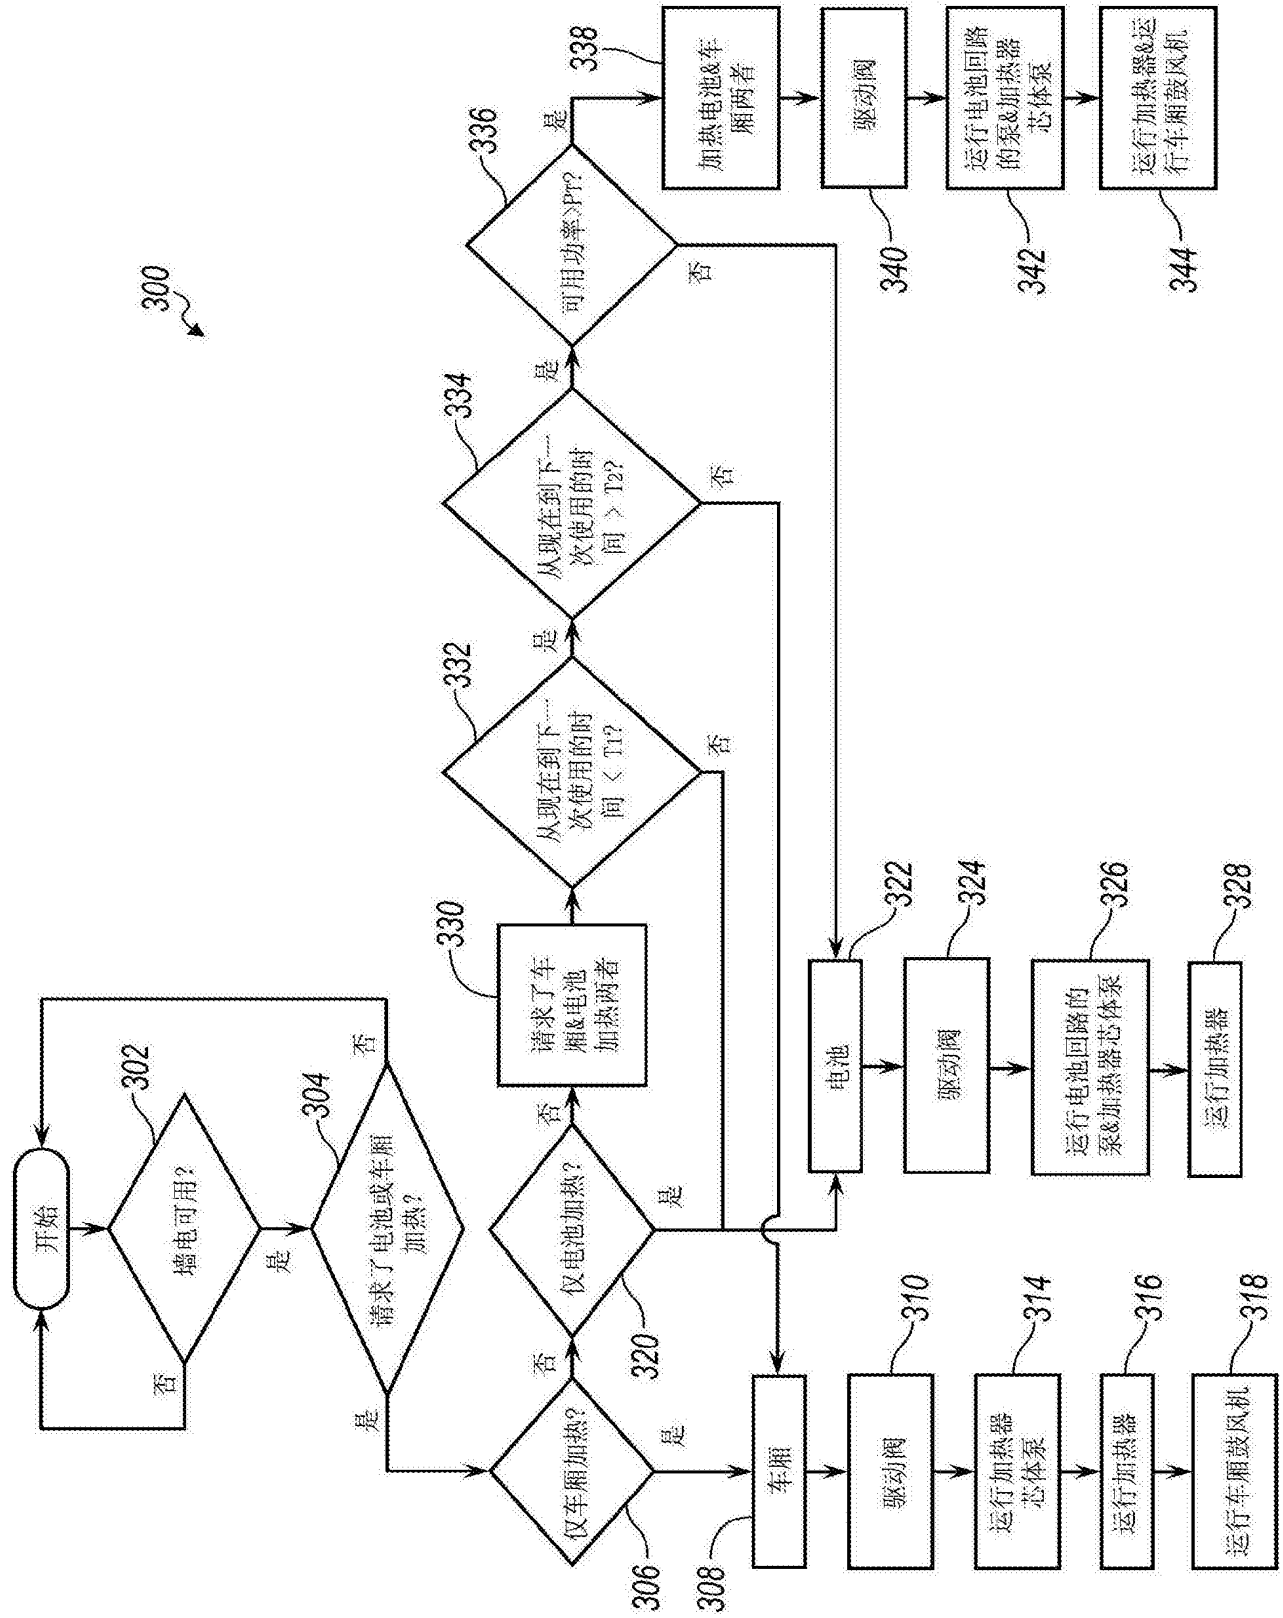 300
开始
302
墙电可用？
否
是
304
请求了电池或车厢
加热？
否
是
306
仅车厢加热？
否
是
320
仅电池加热？
否
是
330
请求了车
厢&电池
加热两者
332
从现在到下一
次使用的时
间 < T1？
是
否
334
从现在到下一
次使用的时
间 > T2？
是
否
336
可用功率>PT？
是
否
308
车厢
310
驱动阀
314
运行加热器
芯体泵
316
运行加热器
318
运行车厢鼓风机
322
电池
324
驱动阀
326
运行电池回路的
泵&加热器芯体泵
328
运行加热器
338
加热电池&车
厢两者
340
驱动阀
342
运行电池回路
的泵&加热器
芯体泵
344
运行加热器&运
行车厢鼓风机